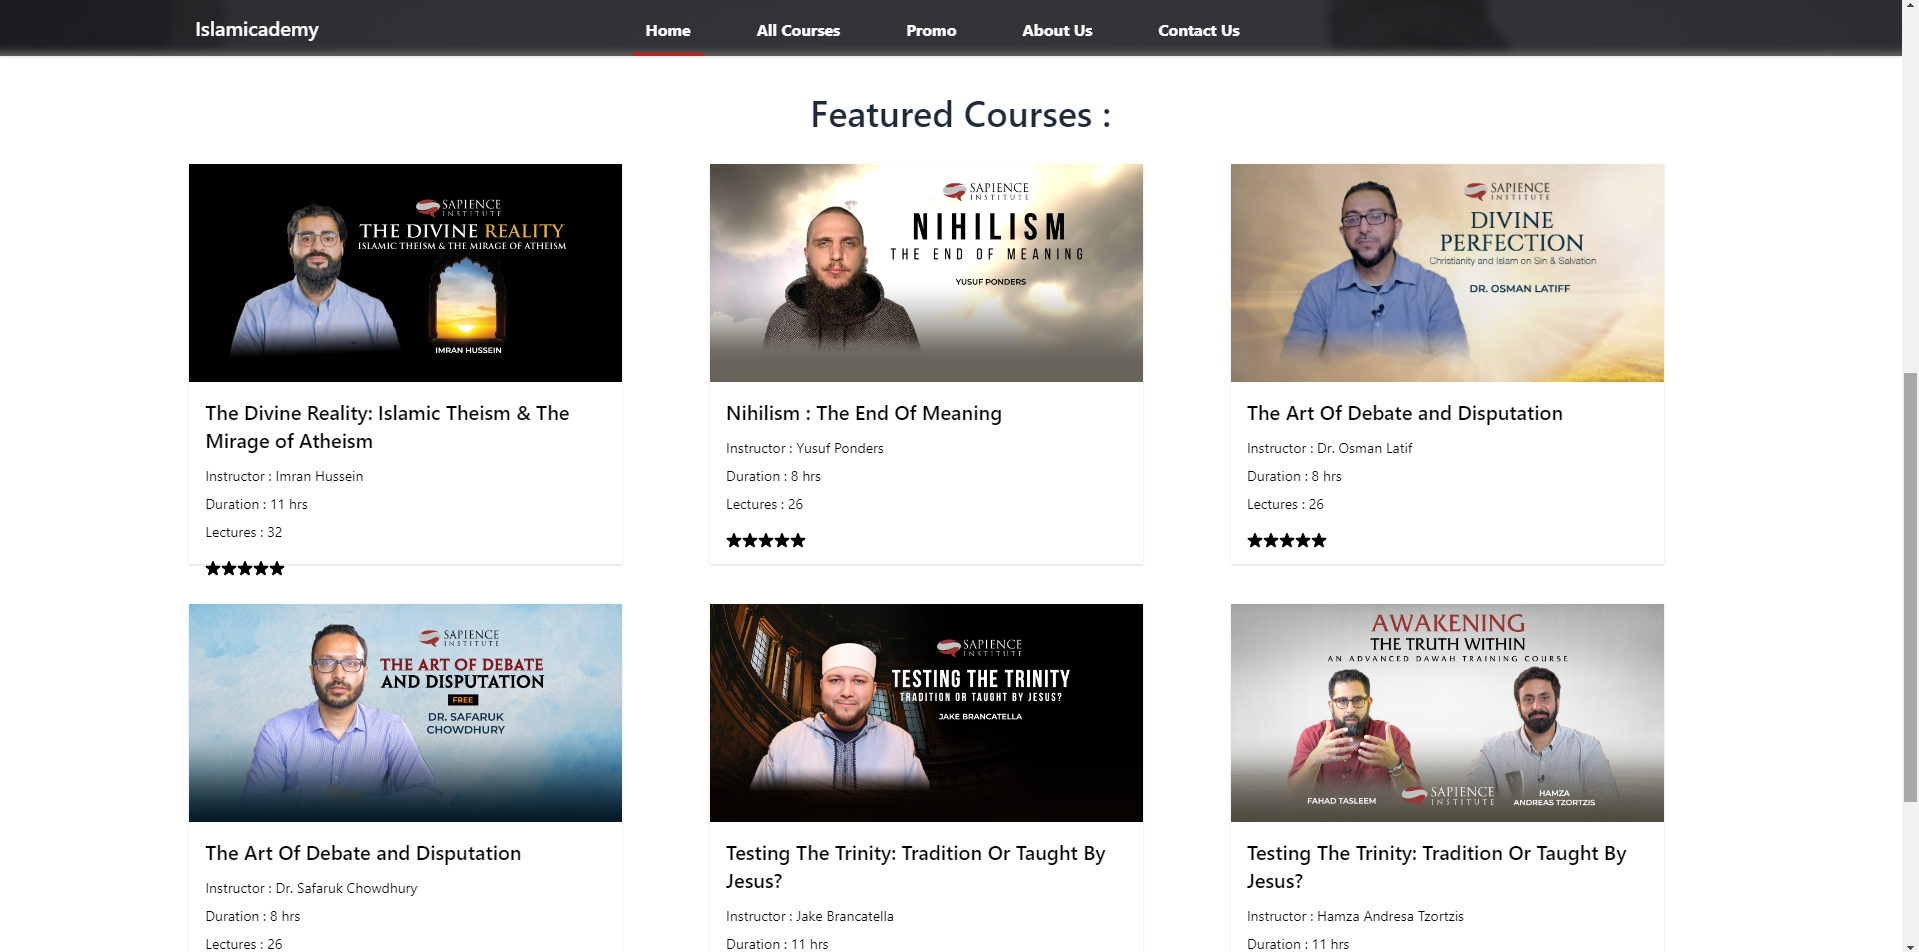 Islamicademy
Home
All Courses
Promo
About Us
Contact Us
Featured Courses :
SAPIENCE
INSTITUTE
THE DIVINE REALITY
ISLAMIC THEISM & THE MIRAGE OF ATHEISM
IMRAN HUSSEIN
The Divine Reality: Islamic Theism & The
Mirage of Atheism
Instructor : Imran Hussein
Duration : 11 hrs
Lectures : 32
SAPIENCE
INSTITUTE
NIHILISM
THE END OF MEANING
YUSUF PONDERS
Nihilism : The End Of Meaning
Instructor : Yusuf Ponders
Duration : 8 hrs
Lectures : 26
SAPIENCE
INSTITUTE
DIVINE
PERFECTION
Christianity and Islam on Sin & Salvation
DR. OSMAN LATIFF
The Art Of Debate and Disputation
Instructor : Dr. Osman Latif
Duration : 8 hrs
Lectures : 26
SAPIENCE
INSTITUTE
THE ART OF DEBATE
AND DISPUTATION
FREE
DR. SAFARUK
CHOWDHURY
The Art Of Debate and Disputation
Instructor : Dr. Safaruk Chowdhury
Duration : 8 hrs
Lectures : 26
SAPIENCE
INSTITUTE
TESTING THE TRINITY
TRADITION OR TAUGHT BY JESUS?
JAKE BRANCATELLA
Testing The Trinity: Tradition Or Taught By
Jesus?
Instructor : Jake Brancatella
Duration : 11 hrs
AWAKENING
THE TRUTH WITHIN
AN ADVANCED DAWAH TRAINING COURSE
FAHAD TASLEEM
SAPIENCE
INSTITUTE
HAMZA
ANDREAS TZORTZIS
Testing The Trinity: Tradition Or Taught By
Jesus?
Instructor : Hamza Andresa Tzortzis
Duration : 11 hrs